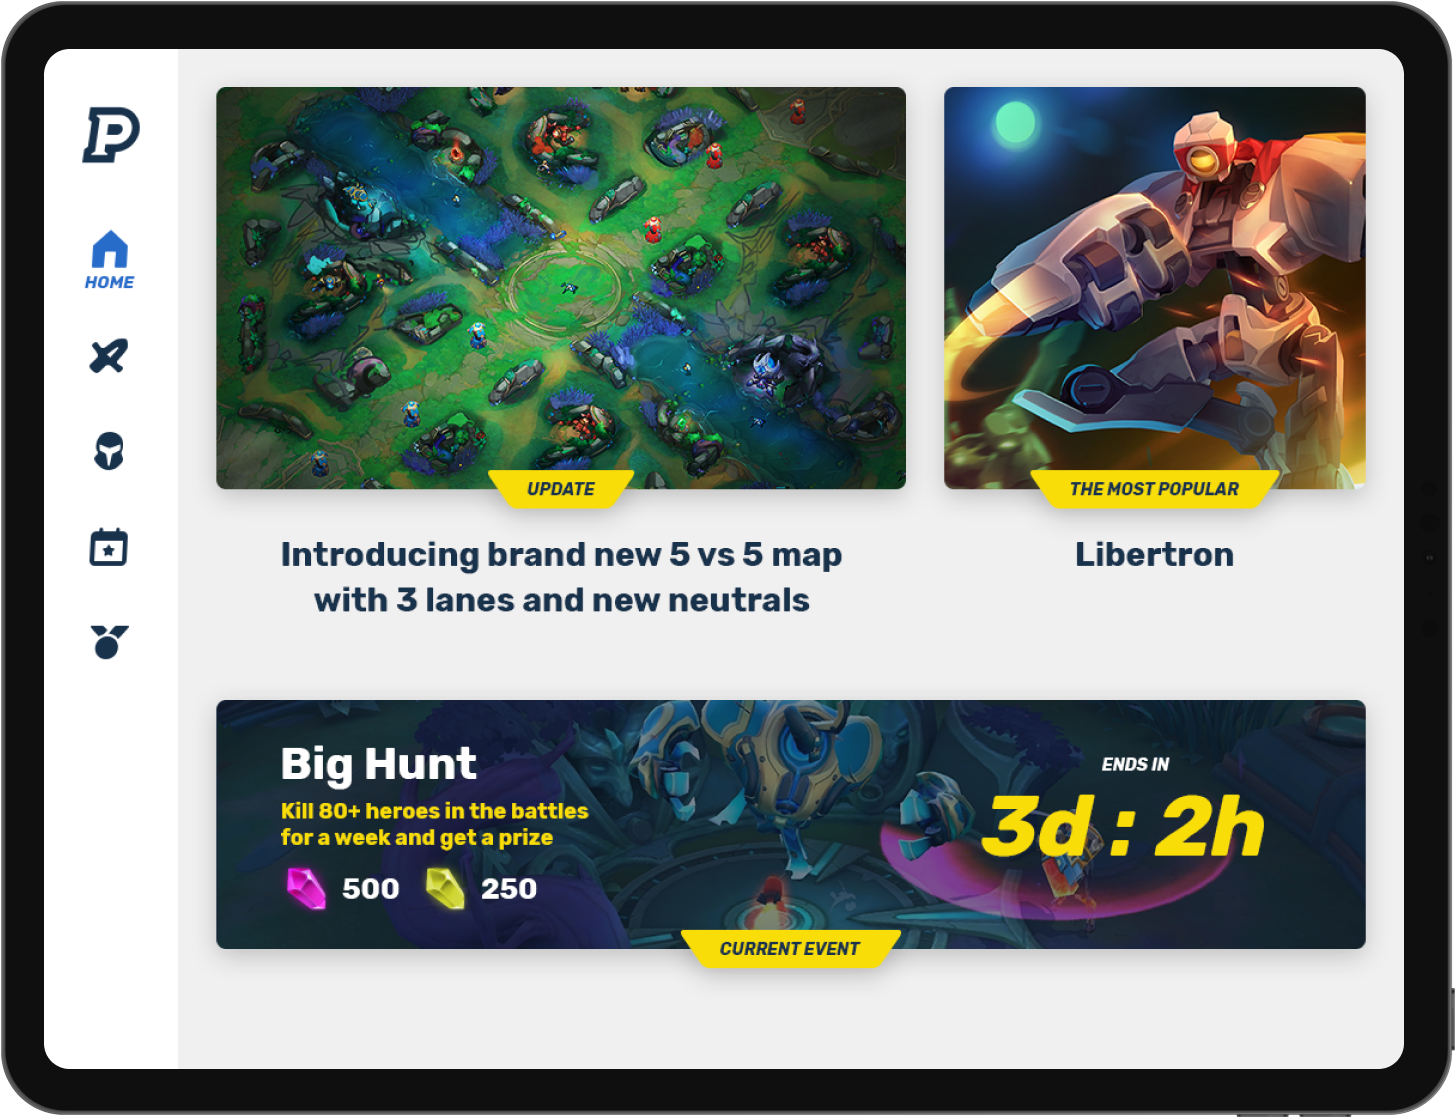 P
HOME
UPDATE
THE MOST POPULAR
Introducing brand new 5 vs 5 map
with 3 lanes and new neutrals
Libertron
Big Hunt
Kill 80+ heroes in the battles
for a week and get a prize
500 250
ENDS IN
3d : 2h
CURRENT EVENT